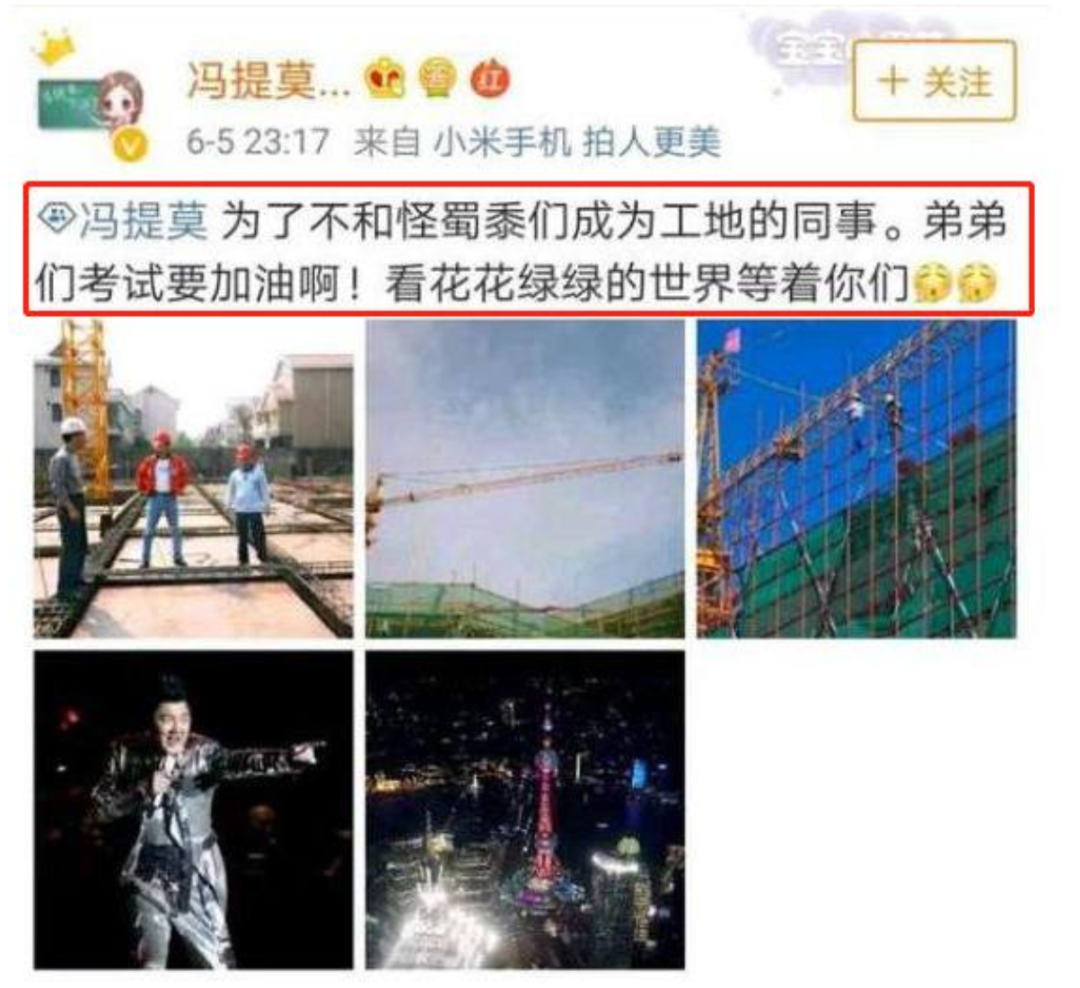 冯提莫...
+ 关注
6-5 23:17 来自 小米手机 拍人更美
冯提莫 为了不和怪蜀黍们成为工地的同事。弟弟
们考试要加油啊！看花花绿绿的世界等着你们